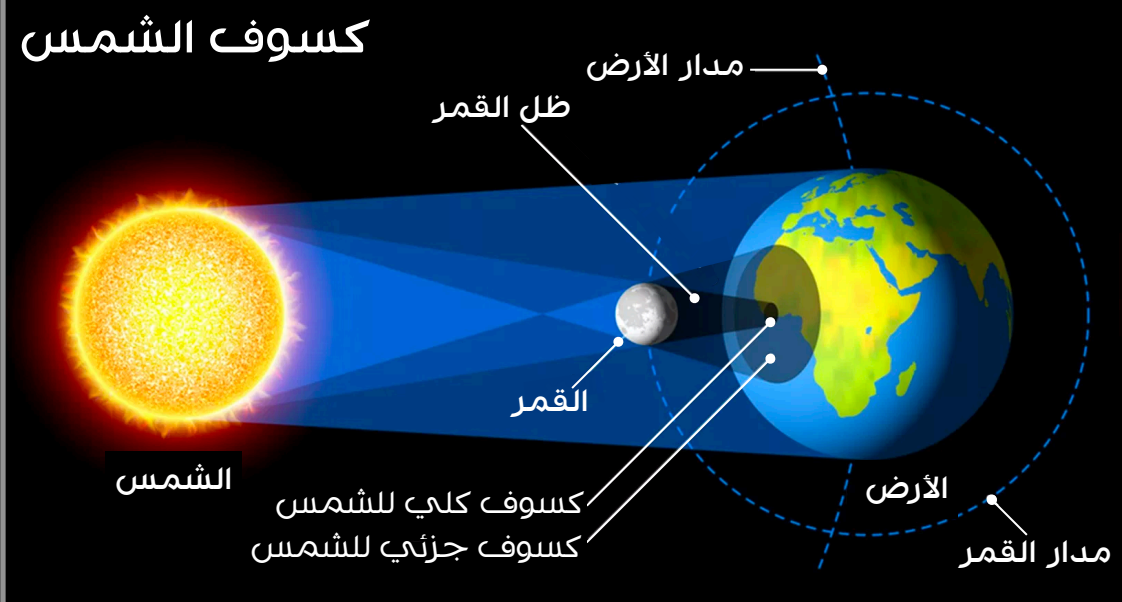 كسوف الشمس
مدار الأرض
ظل القمر
القمر
الشمس
الأرض
كسوف كلي للشمس
كسوف جزئي للشمس
مدار القمر